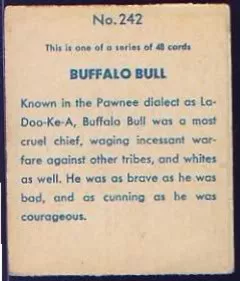 No.242
This is one of a series of 48 cards
BUFFALO BULL
Known in the Pawnee dialect as La-
Doo-Ke-A, Buffalo Bull was a most
cruel chief, waging incessant war-
fare against other tribes, and whites
as well. He was as brave as he was
bad, and as cunning as he was
courageous.